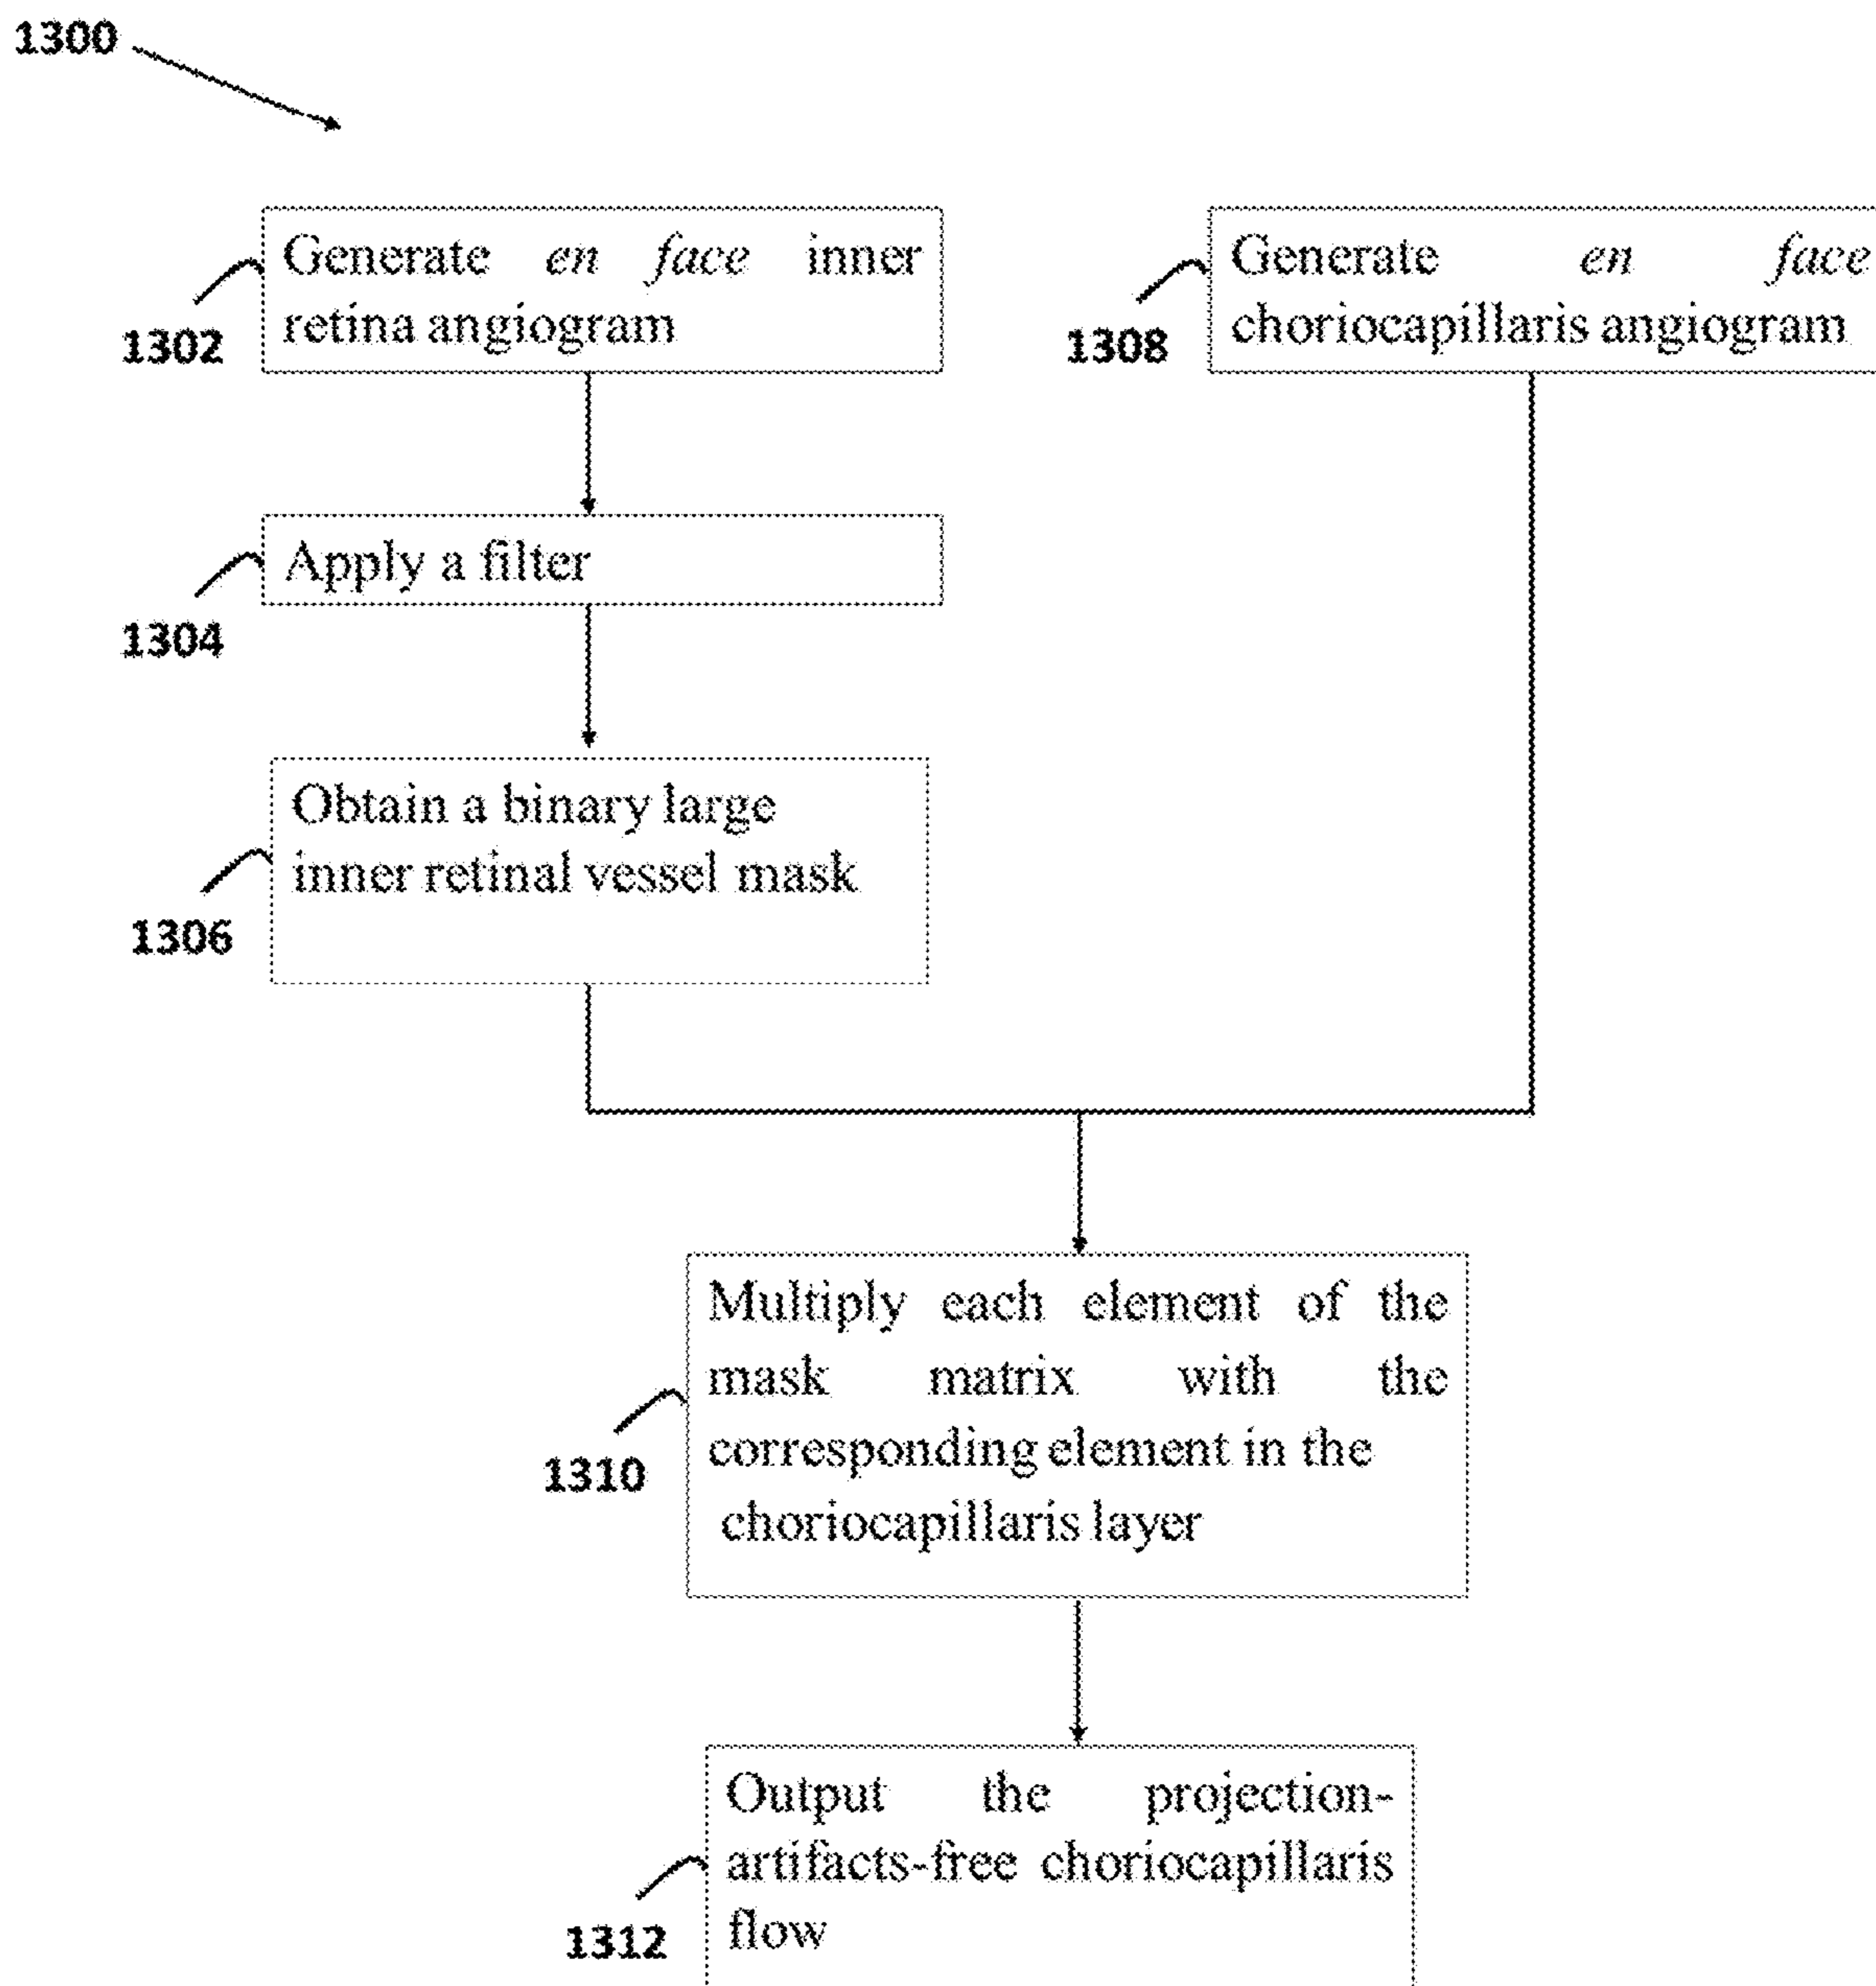 1300
Generate en face inner
retina angiogram
1302
Generate en face
choriocapillaris angiogram
1308
Apply a filter
1304
Obtain a binary large
inner retinal vessel mask
1306
Multiply each element of the
mask matrix with the
corresponding element in the
choriocapillaris layer
1310
Output the projection-
artifacts-free choriocapillaris
flow
1312